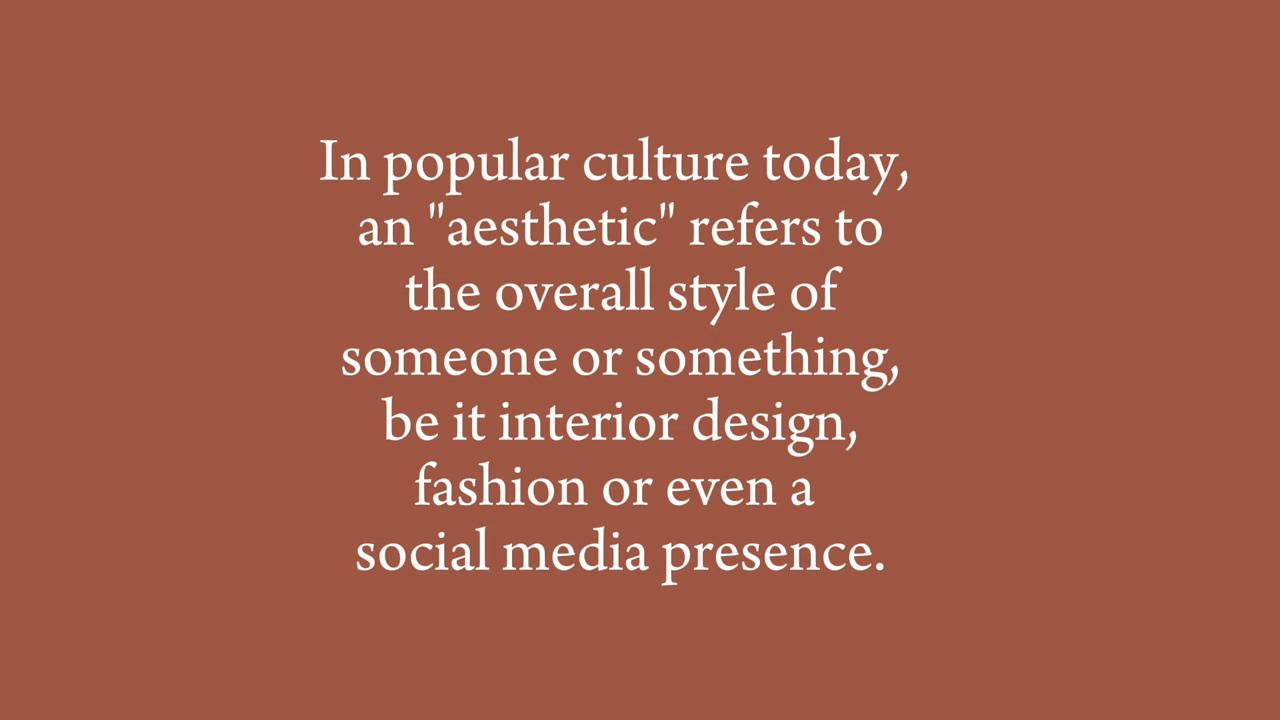 In popular culture today,
an "aesthetic" refers to
the overall style of
someone or something,
be it interior design,
fashion or even a
social media presence.